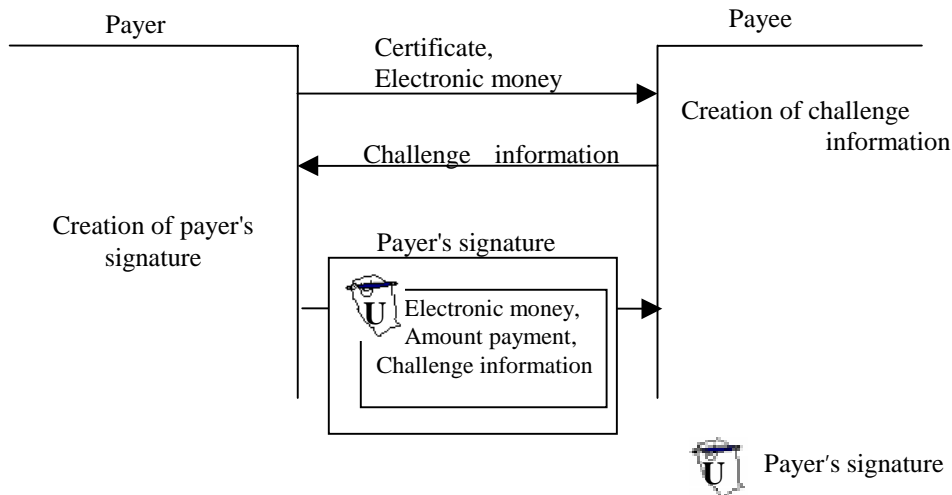 Payer
Payee
Certificate,
Electronic money
Creation of challenge
information
Challenge information
Creation of payer's
signature
Payer's signature
U
Electronic money,
Amount payment,
Challenge information
U
Payer's signature